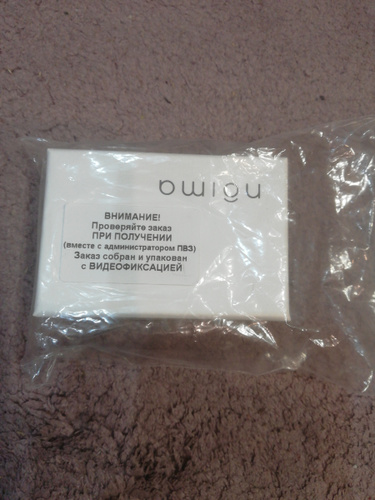 ВНИМАНИЕ!
Проверяйте заказ
ПРИ ПОЛУЧЕНИИ
(вместе с администратором ПВЗ)
Заказ собран и упакован
с ВИДЕОФИКСАЦИЕЙ